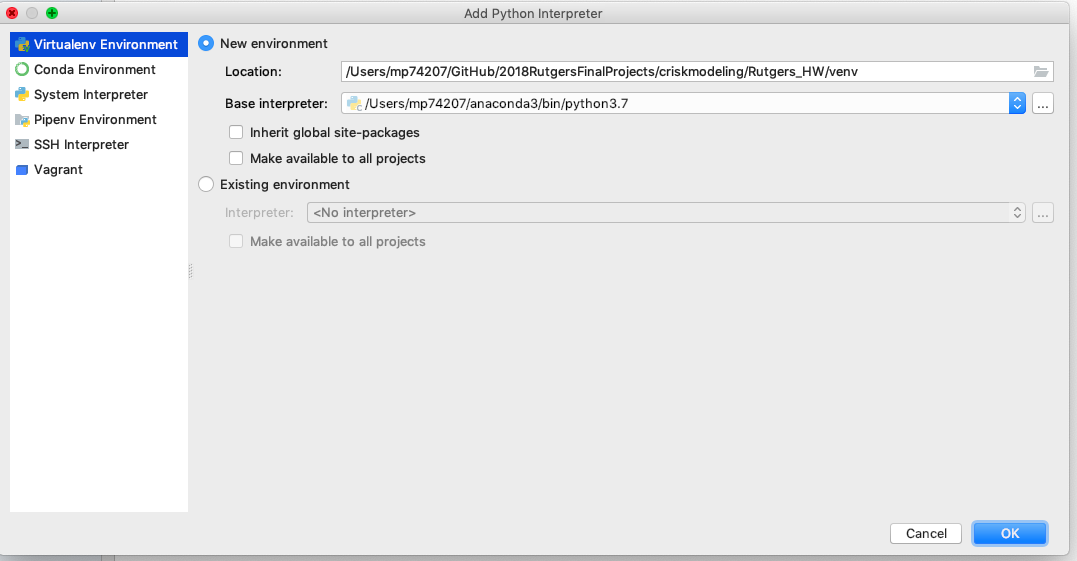 Add Python Interpreter
Virtualenv Environment
Conda Environment
System Interpreter
Pipenv Environment
SSH Interpreter
Vagrant
New environment
Location: /Users/mp74207/GitHub/2018RutgersFinalProjects/criskmodeling/Rutgers_HW/venv
Base interpreter: /Users/mp74207/anaconda3/bin/python3.7 ...
Inherit global site-packages
Make available to all projects
Existing environment
Interpreter: <No interpreter> ...
Make available to all projects
Cancel OK